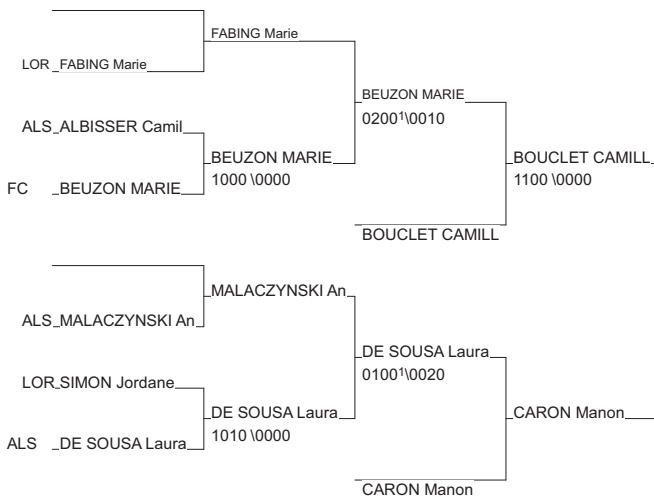 FABING Marie
LOR FABING Marie
BEUZON MARIE
0200¹\0010
ALS ALBISSER Camil
BEUZON MARIE
1000 \0000
BOUCLET CAMILL
1100 \0000
FC BEUZON MARIE
BOUCLET CAMILL
MALACZYNSKI An
ALS MALACZYNSKI An
DE SOUSA Laura
0100¹\0020
LOR SIMON Jordane
DE SOUSA Laura
1010 \0000
CARON Manon
ALS DE SOUSA Laura
CARON Manon